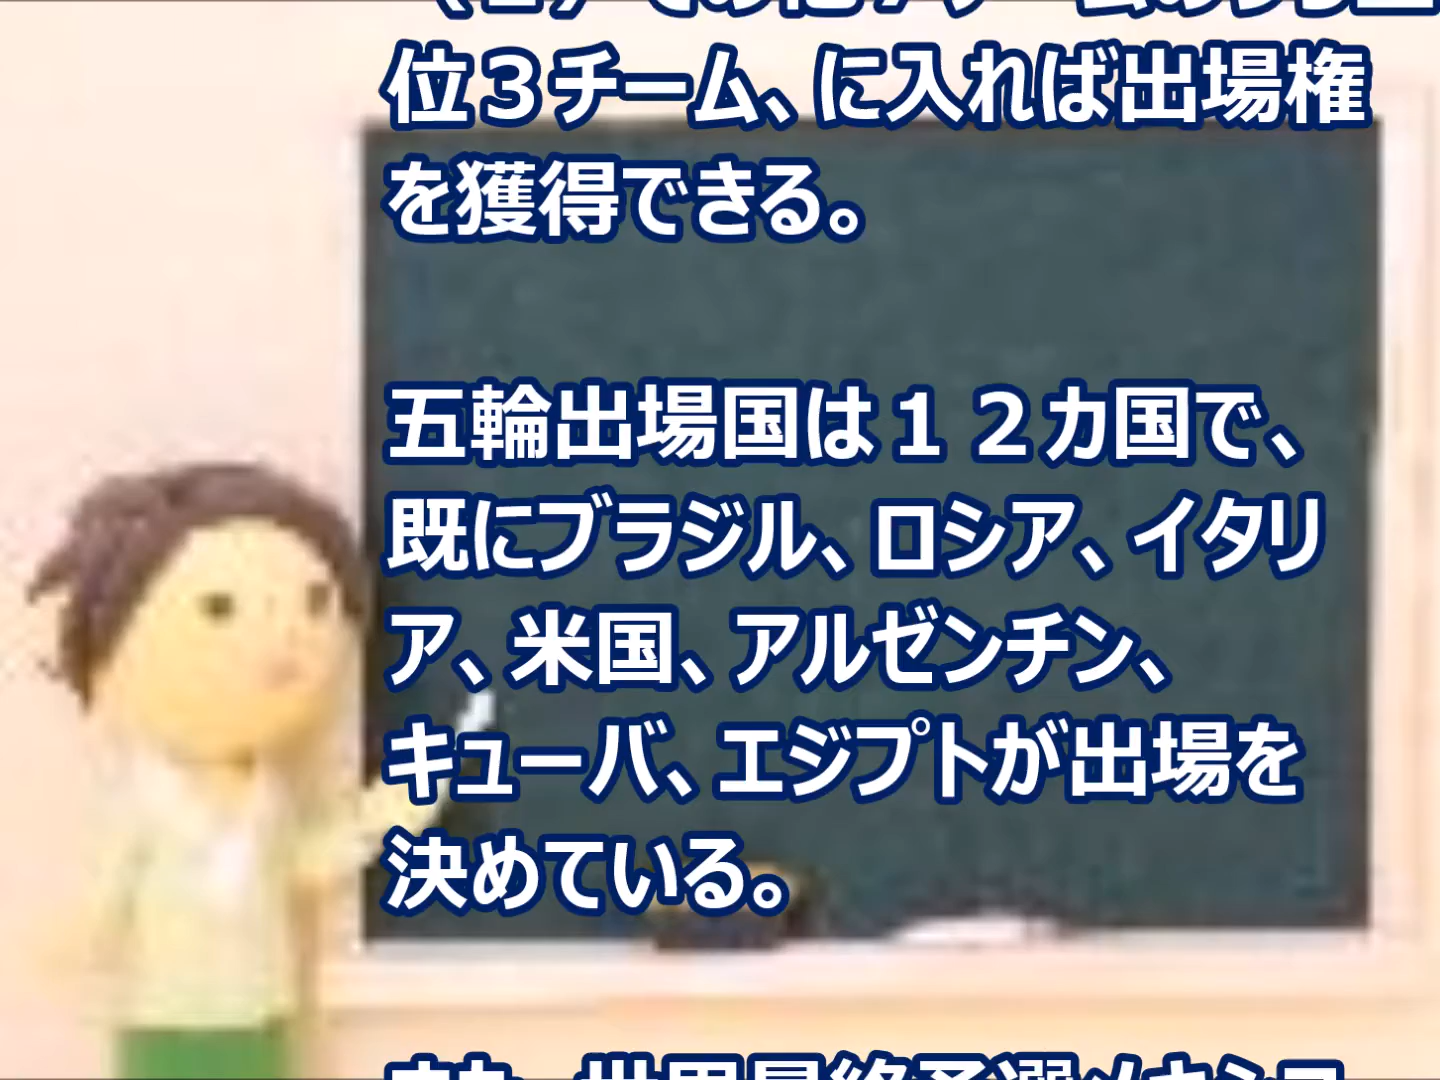 位３チーム、に入れば出場権
を獲得できる。
五輪出場国は１２カ国で、
既にブラジル、ロシア、イタリ
ア、米国、アルゼンチン、
キューバ、エジプトが出場を
決めている。